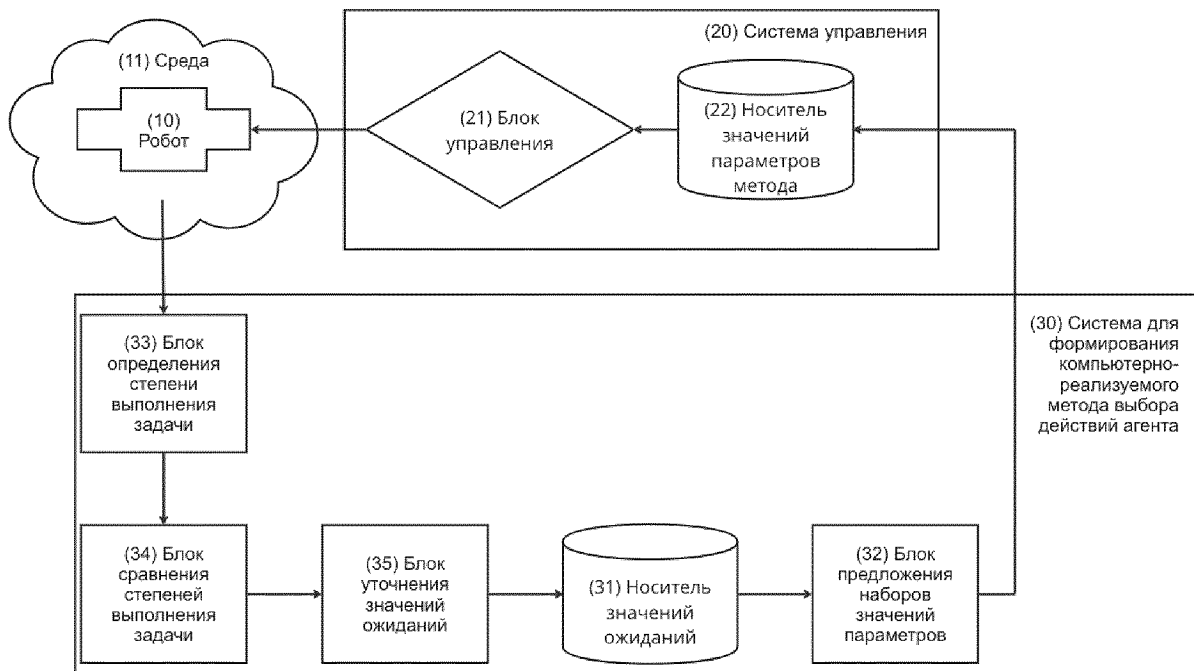 (11) Среда
(10)
Робот
(20) Система управления
(21) Блок
управления
(22) Носитель
значений
параметров
метода
(33) Блок
определения
степени
выполнения
задачи
(30) Система для
формирования
компьютерно-
реализуемого
метода выбора
действий агента
(34) Блок
сравнения
степеней
выполнения
задачи
(35) Блок
уточнения
значений
ожиданий
(31) Носитель
значений
ожиданий
(32) Блок
предложения
наборов
значений
параметров